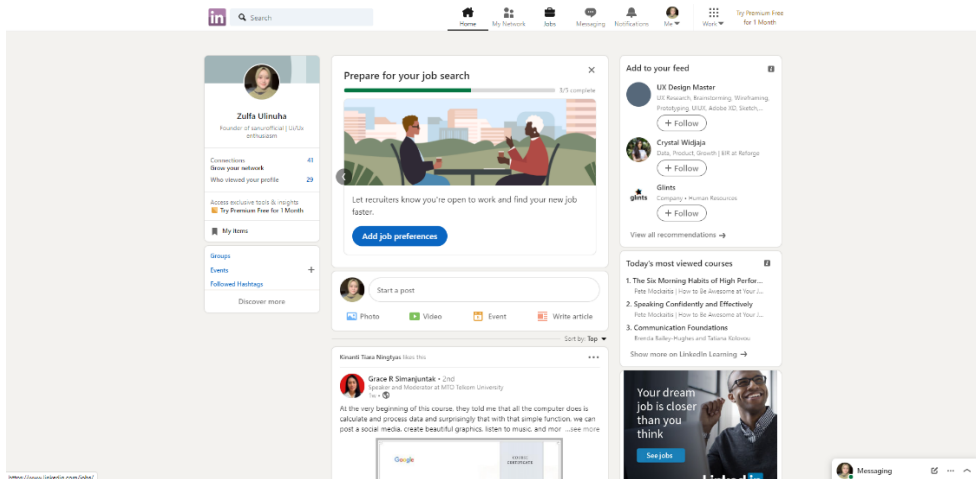 in
Search
Home
My Network
Jobs
Messaging
Notifications
Me
Work
Try Premium Free
for 1 Month
Zulfa Ulinuha
Founder of sanurofficial | Ui/Ux
enthusiasm
Connections 41
Grow your network
Who viewed your profile 29
Access exclusive tools & insights
Try Premium Free for 1 Month
My items
Groups
Events
Followed Hashtags
Discover more
Prepare for your job search
3/5 complete
Let recruiters know you're open to work and find your new job
faster.
Add job preferences
Start a post
Photo
Video
Event
Write article
Sort by: Top
Kinanti Tiara Ningtyas likes this
Grace R Simanjuntak • 2nd
Speaker and Moderator at MTD Telkom University
1w •
At the very beginning of this course, they told me that all the computer does is
calculate and process data and surprisingly that with that simple function, we can
post a social media, create beautiful graphics, listen to music, and mor ...see more
Google
CERTIFICATE
Add to your feed
UX Design Master
UX Research, Brainstorming, Wireframing,
Prototyping, UIUX, Adobe XD, Sketch,...
+ Follow
Crystal Widjaja
Data, Product, Growth | EIR at Reforge
+ Follow
glints
Glints
Company • Human Resources
+ Follow
View all recommendations
Today's most viewed courses
1. The Six Morning Habits of High Perfor...
Pete Mockaitis | How to Be Awesome at Your J...
2. Speaking Confidently and Effectively
Pete Mockaitis | How to Be Awesome at Your J...
3. Communication Foundations
Brenda Bailey-Hughes and Tatiana Kolovou
Show more on LinkedIn Learning
Your dream
job is closer
than you
think
See jobs
Linked in
Messaging
https://www.linkedin.com/jobs/